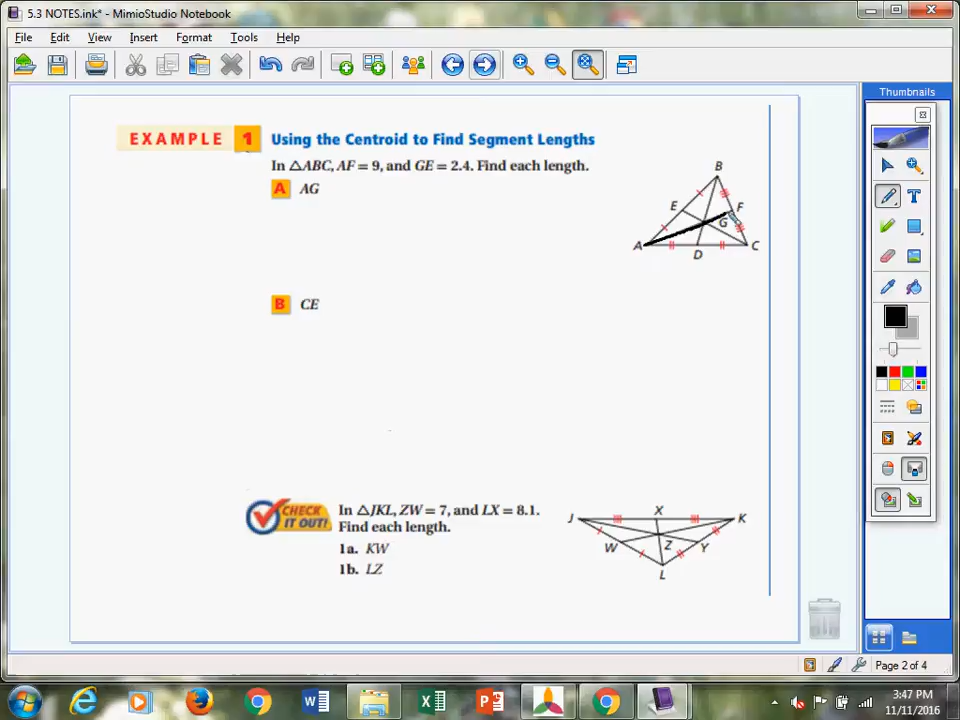 5.3 NOTES.ink* - MimioStudio Notebook
File Edit View Insert Format Tools Help
Thumbnails
EXAMPLE 1 Using the Centroid to Find Segment Lengths
In △ABC, AF = 9, and GE = 2.4. Find each length.
A AG
B
E
F
G
A
D
C
B CE
CHECK IT OUT!
In △JKL, ZW = 7, and LX = 8.1.
Find each length.
1a. KW
1b. LZ
J
X
K
W
Z
Y
L
Page 2 of 4
3:47 PM
11/11/2016